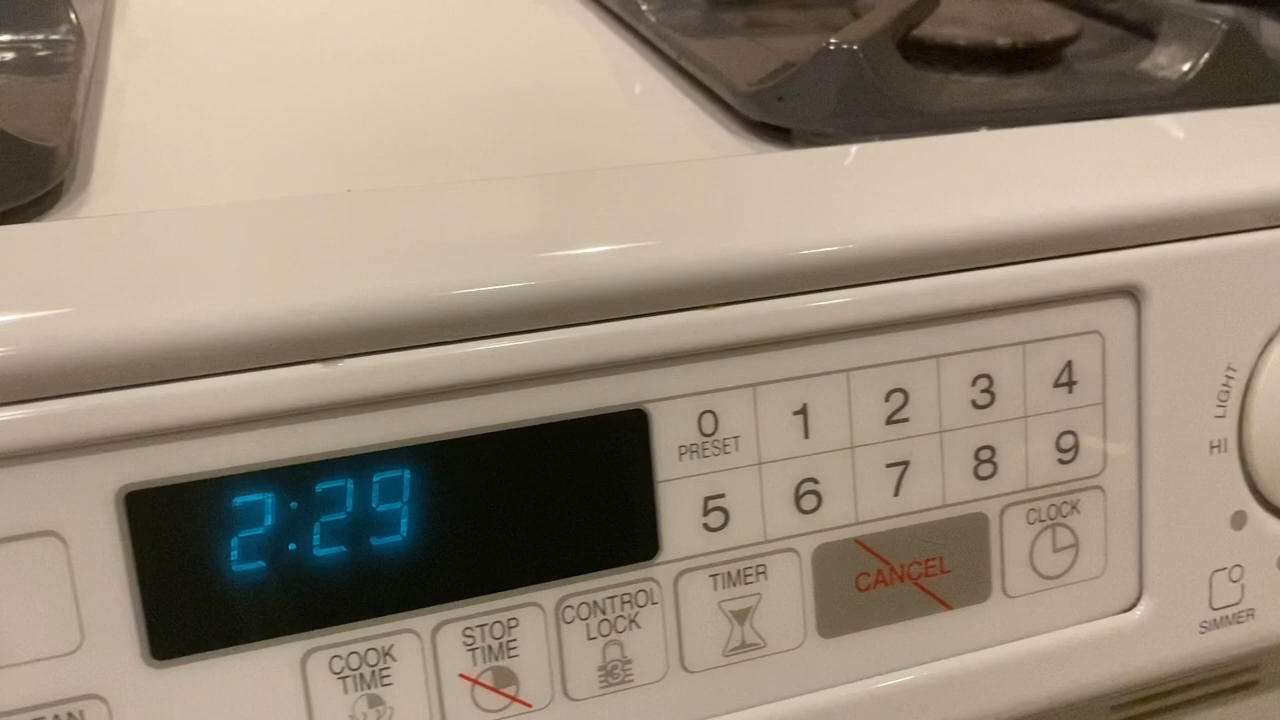 2:29
0 1 2 3 4
PRESET
5 6 7 8 9
COOK
TIME
STOP
TIME
CONTROL
LOCK
3
TIMER
CANCEL
CLOCK
LIGHT
HI
SIMMER